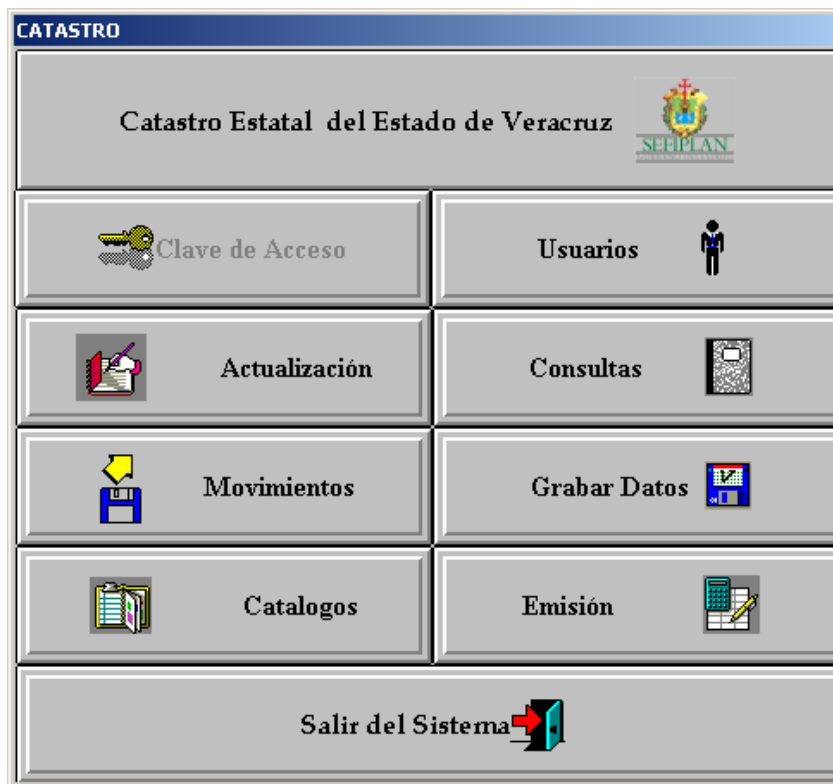 CATASTRO
Catastro Estatal del Estado de Veracruz
SEFIPLAN
Clave de Acceso
Usuarios
Actualización
Consultas
Movimientos
Grabar Datos
Catalogos
Emisión
Salir del Sistema